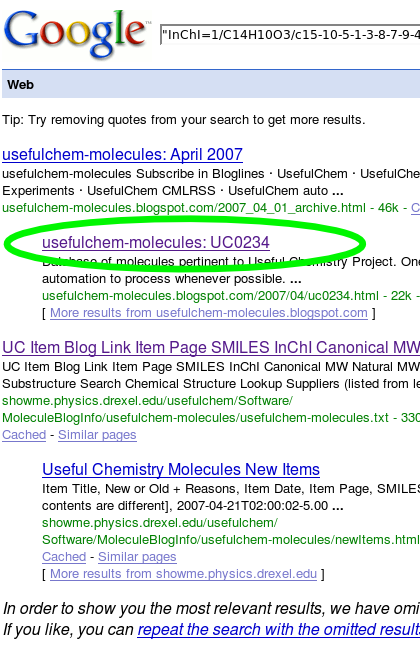 Google™
"InChI=1/C14H10O3/c15-10-5-1-3-8-7-9-4
Web
Tip: Try removing quotes from your search to get more results.
usefulchem-molecules: April 2007
usefulchem-molecules Subscribe in Bloglines · UsefulChem · UsefulChe
Experiments · UsefulChem CMLRSS · UsefulChem auto ...
usefulchem-molecules.blogspot.com/2007_04_01_archive.html - 46k - C
usefulchem-molecules: UC0234
Database of molecules pertinent to Useful Chemistry Project. One
automation to process whenever possible. ...
usefulchem-molecules.blogspot.com/2007/04/uc0234.html - 22k -
[ More results from usefulchem-molecules.blogspot.com ]
UC Item Blog Link Item Page SMILES InChI Canonical MW
UC Item Blog Link Item Page SMILES InChI Canonical MW Natural MW
Substructure Search Chemical Structure Lookup Suppliers (listed from le
showme.physics.drexel.edu/usefulchem/Software/
MoleculeBlogInfo/usefulchem-molecules/usefulchem-molecules.txt - 330
Cached - Similar pages
Useful Chemistry Molecules New Items
Item Title, New or Old + Reasons, Item Date, Item Page, SMILES
contents are different], 2007-04-21T02:00:02-5.00 ...
showme.physics.drexel.edu/usefulchem/
Software/MoleculeBlogInfo/usefulchem-molecules/newItems.html
Cached - Similar pages
[ More results from showme.physics.drexel.edu ]
In order to show you the most relevant results, we have omi
If you like, you can repeat the search with the omitted result